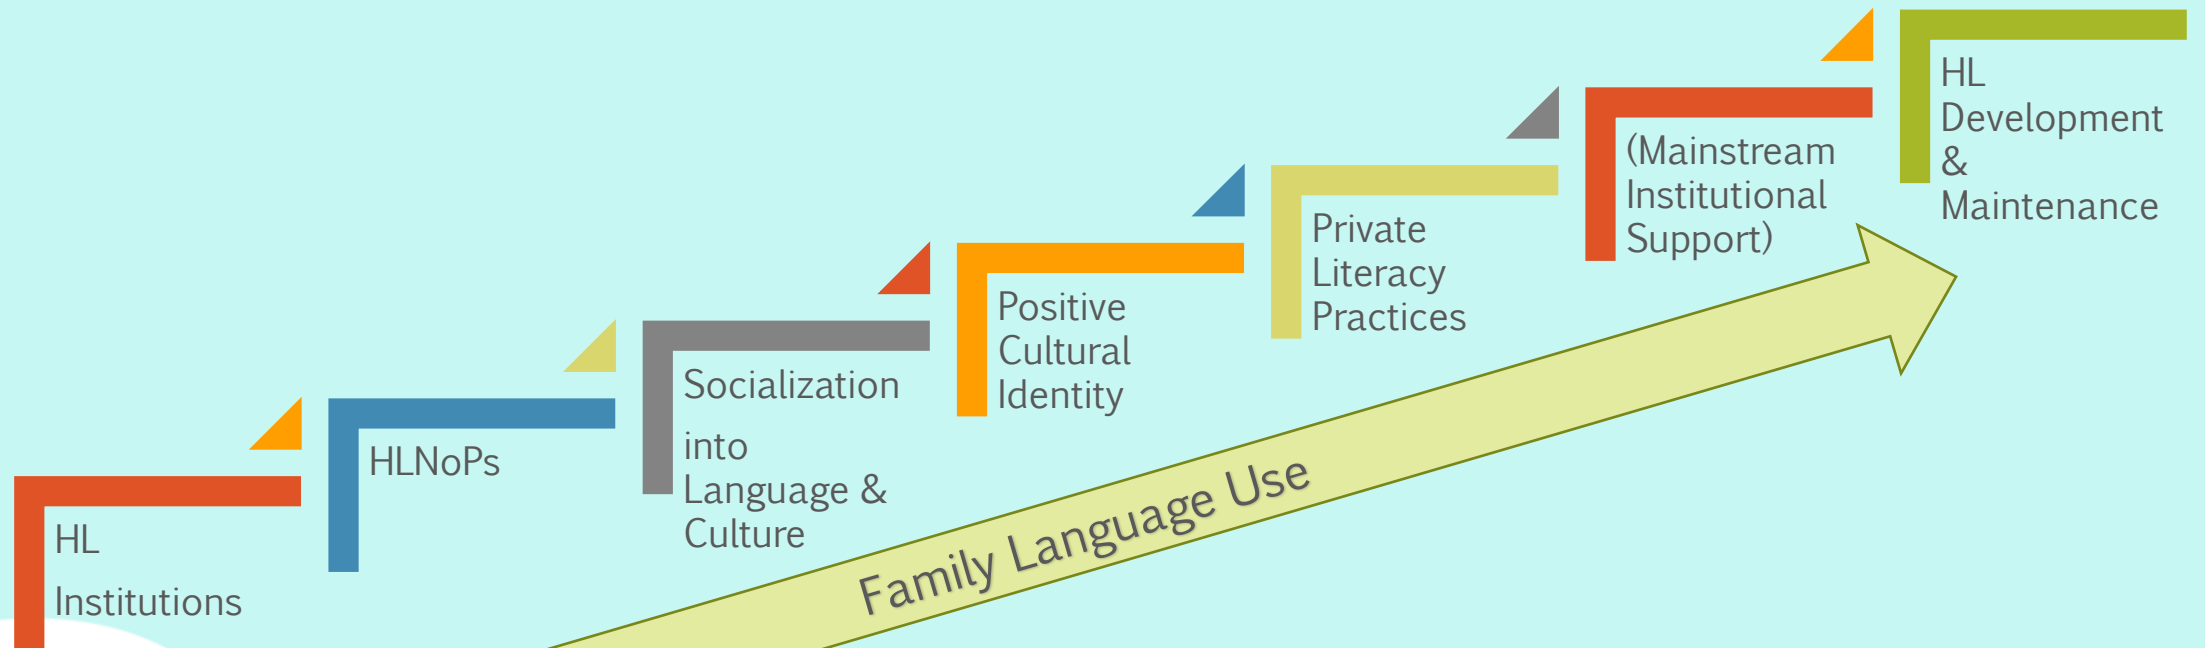 HL
Institutions
HLNoPs
Socialization
into
Language &
Culture
Positive
Cultural
Identity
Private
Literacy
Practices
(Mainstream
Institutional
Support)
HL
Development
&
Maintenance
Family Language Use